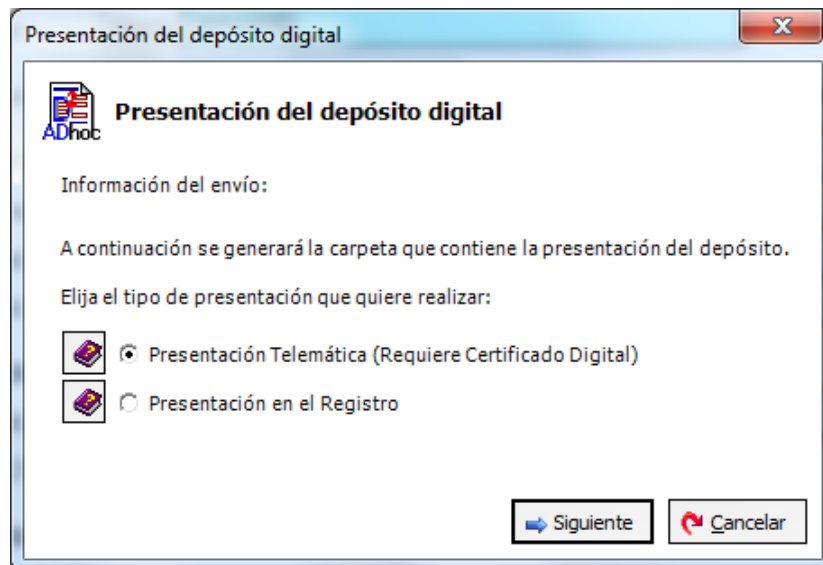 Presentación del depósito digital
ADhoc
Presentación del depósito digital
Información del envío:
A continuación se generará la carpeta que contiene la presentación del depósito.
Elija el tipo de presentación que quiere realizar:
Presentación Telemática (Requiere Certificado Digital)
Presentación en el Registro
Siguiente
Cancelar